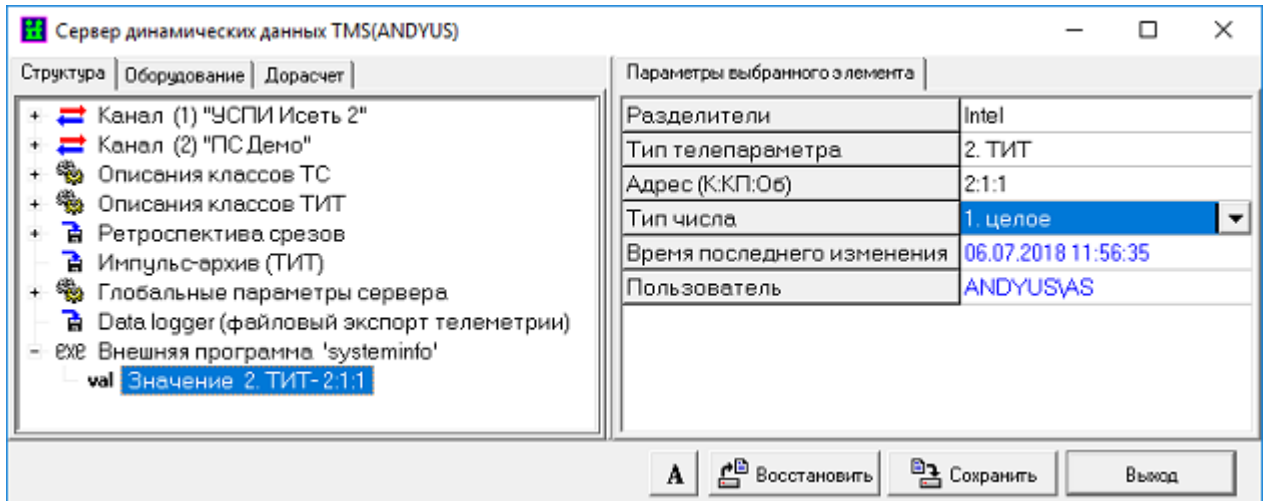 Сервер динамических данных TMS(ANDYUS)
Структура Оборудование Дорасчет
Канал (1) "УСПИ Исеть 2"
Канал (2) "ПС Демо"
Описания классов ТС
Описания классов ТИТ
Ретроспектива срезов
Импульс-архив (ТИТ)
Глобальные параметры сервера
Data logger (файловый экспорт телеметрии)
exe Внешняя программа 'systeminfo'
val Значение 2. ТИТ- 2:1:1
Параметры выбранного элемента
Разделители Intel
Тип телепараметра 2. ТИТ
Адрес (К:КП:Об) 2:1:1
Тип числа 1. целое
Время последнего изменения 06.07.2018 11:56:35
Пользователь ANDYUS\AS
A Восстановить Сохранить Выход